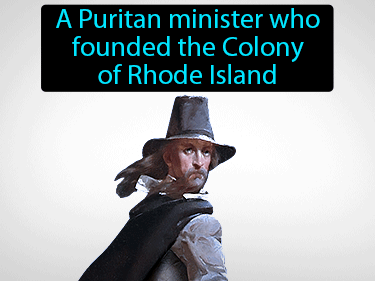 A Puritan minister who
founded the Colony
of Rhode Island